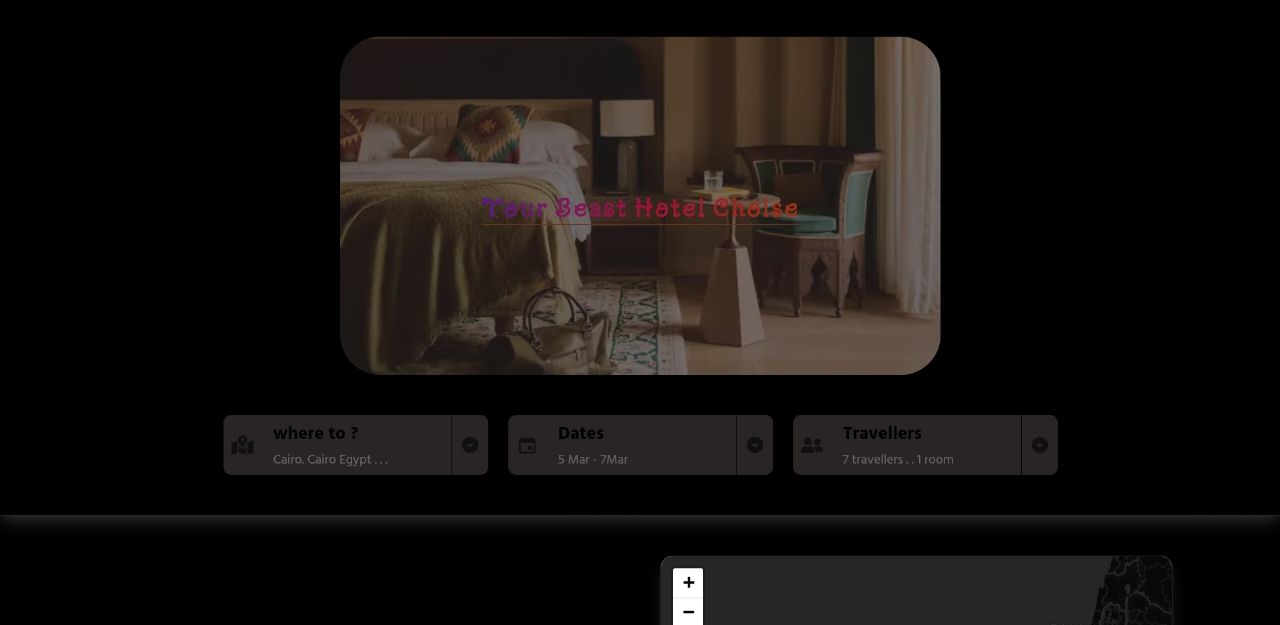 Your Beast Hotel Choise
where to ?
Cairo. Cairo Egypt . . .
Dates
5 Mar - 7Mar
Travellers
7 travellers . . 1 room
+
−